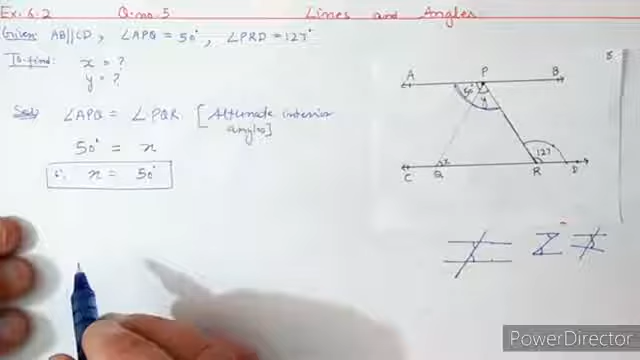 Ex. 6.2 Q.no.5 Lines and Angles
Given: AB||CD, ∠APQ = 50°, ∠PRD = 127°
To find: x = ?
y = ?
Soln: ∠APQ = ∠PQR [Alternate interior angles]
50° = x
∴ x = 50°
A P B
50°
y
127°
x
C Q R D
PowerDirector